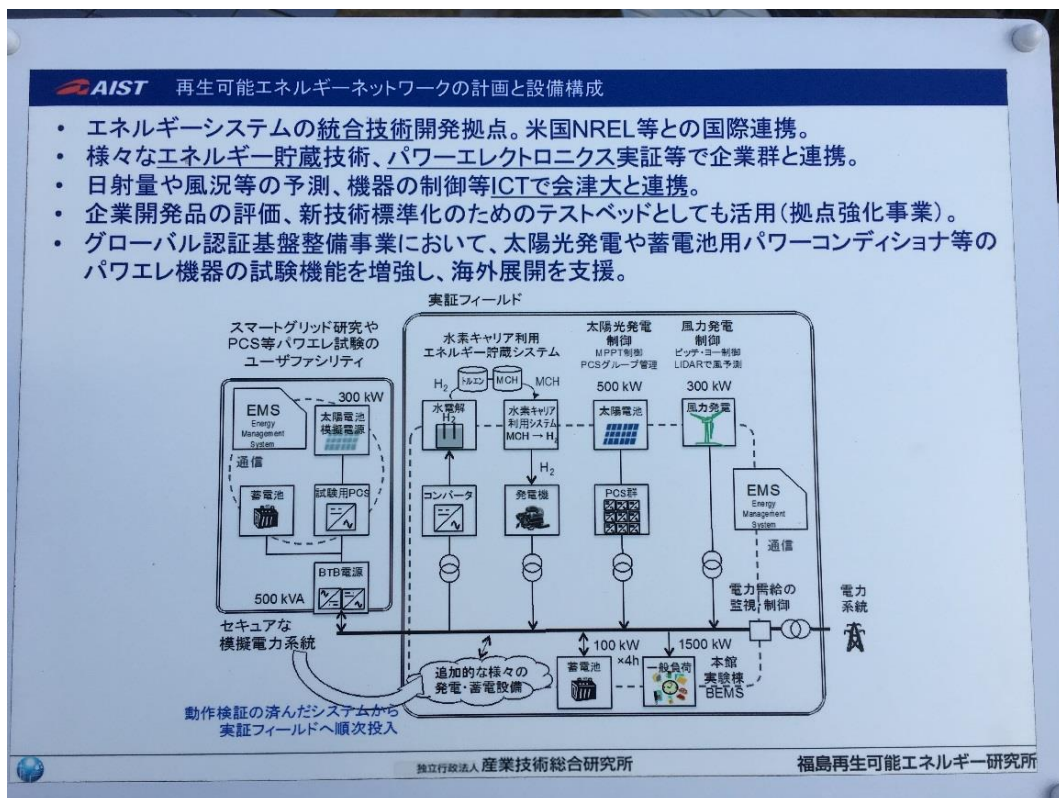 AIST 再生可能エネルギーネットワークの計画と設備構成
• エネルギーシステムの統合技術開発拠点。米国NREL等との国際連携。
• 様々なエネルギー貯蔵技術、パワーエレクトロニクス実証等で企業群と連携。
• 日射量や風況等の予測、機器の制御等ICTで会津大と連携。
• 企業開発品の評価、新技術標準化のためのテストベッドとしても活用(拠点強化事業)。
• グローバル認証基盤整備事業において、太陽光発電や蓄電池用パワーコンディショナ等の
パワエレ機器の試験機能を増強し、海外展開を支援。
実証フィールド
スマートグリッド研究や
PCS等パワエレ試験の
ユーザファシリティ
300 kW
EMS
Energy
Management
System
太陽電池
模擬電源
通信
蓄電池
試験用PCS
BTB電源
500 kVA
セキュアな
模擬電力系統
水素キャリア利用
エネルギー貯蔵システム
H2
トルエン
MCH
MCH
水電解
H2
水素キャリア
利用システム
MCH → H2
H2
コンバータ
発電機
太陽光発電
制御
MPPT制御
PCSグループ管理
500 kW
太陽電池
PCS群
風力発電
制御
ピッチ・ヨー制御
LIDARで風予測
300 kW
風力発電
EMS
Energy
Management
System
通信
電力需給の
監視・制御
電力
系統
追加的な様々の
発電・蓄電設備
100 kW
×4h
蓄電池
1500 kW
一般負荷
本館
実験棟
BEMS
動作検証の済んだシステムから
実証フィールドへ順次投入
独立行政法人 産業技術総合研究所
福島再生可能エネルギー研究所